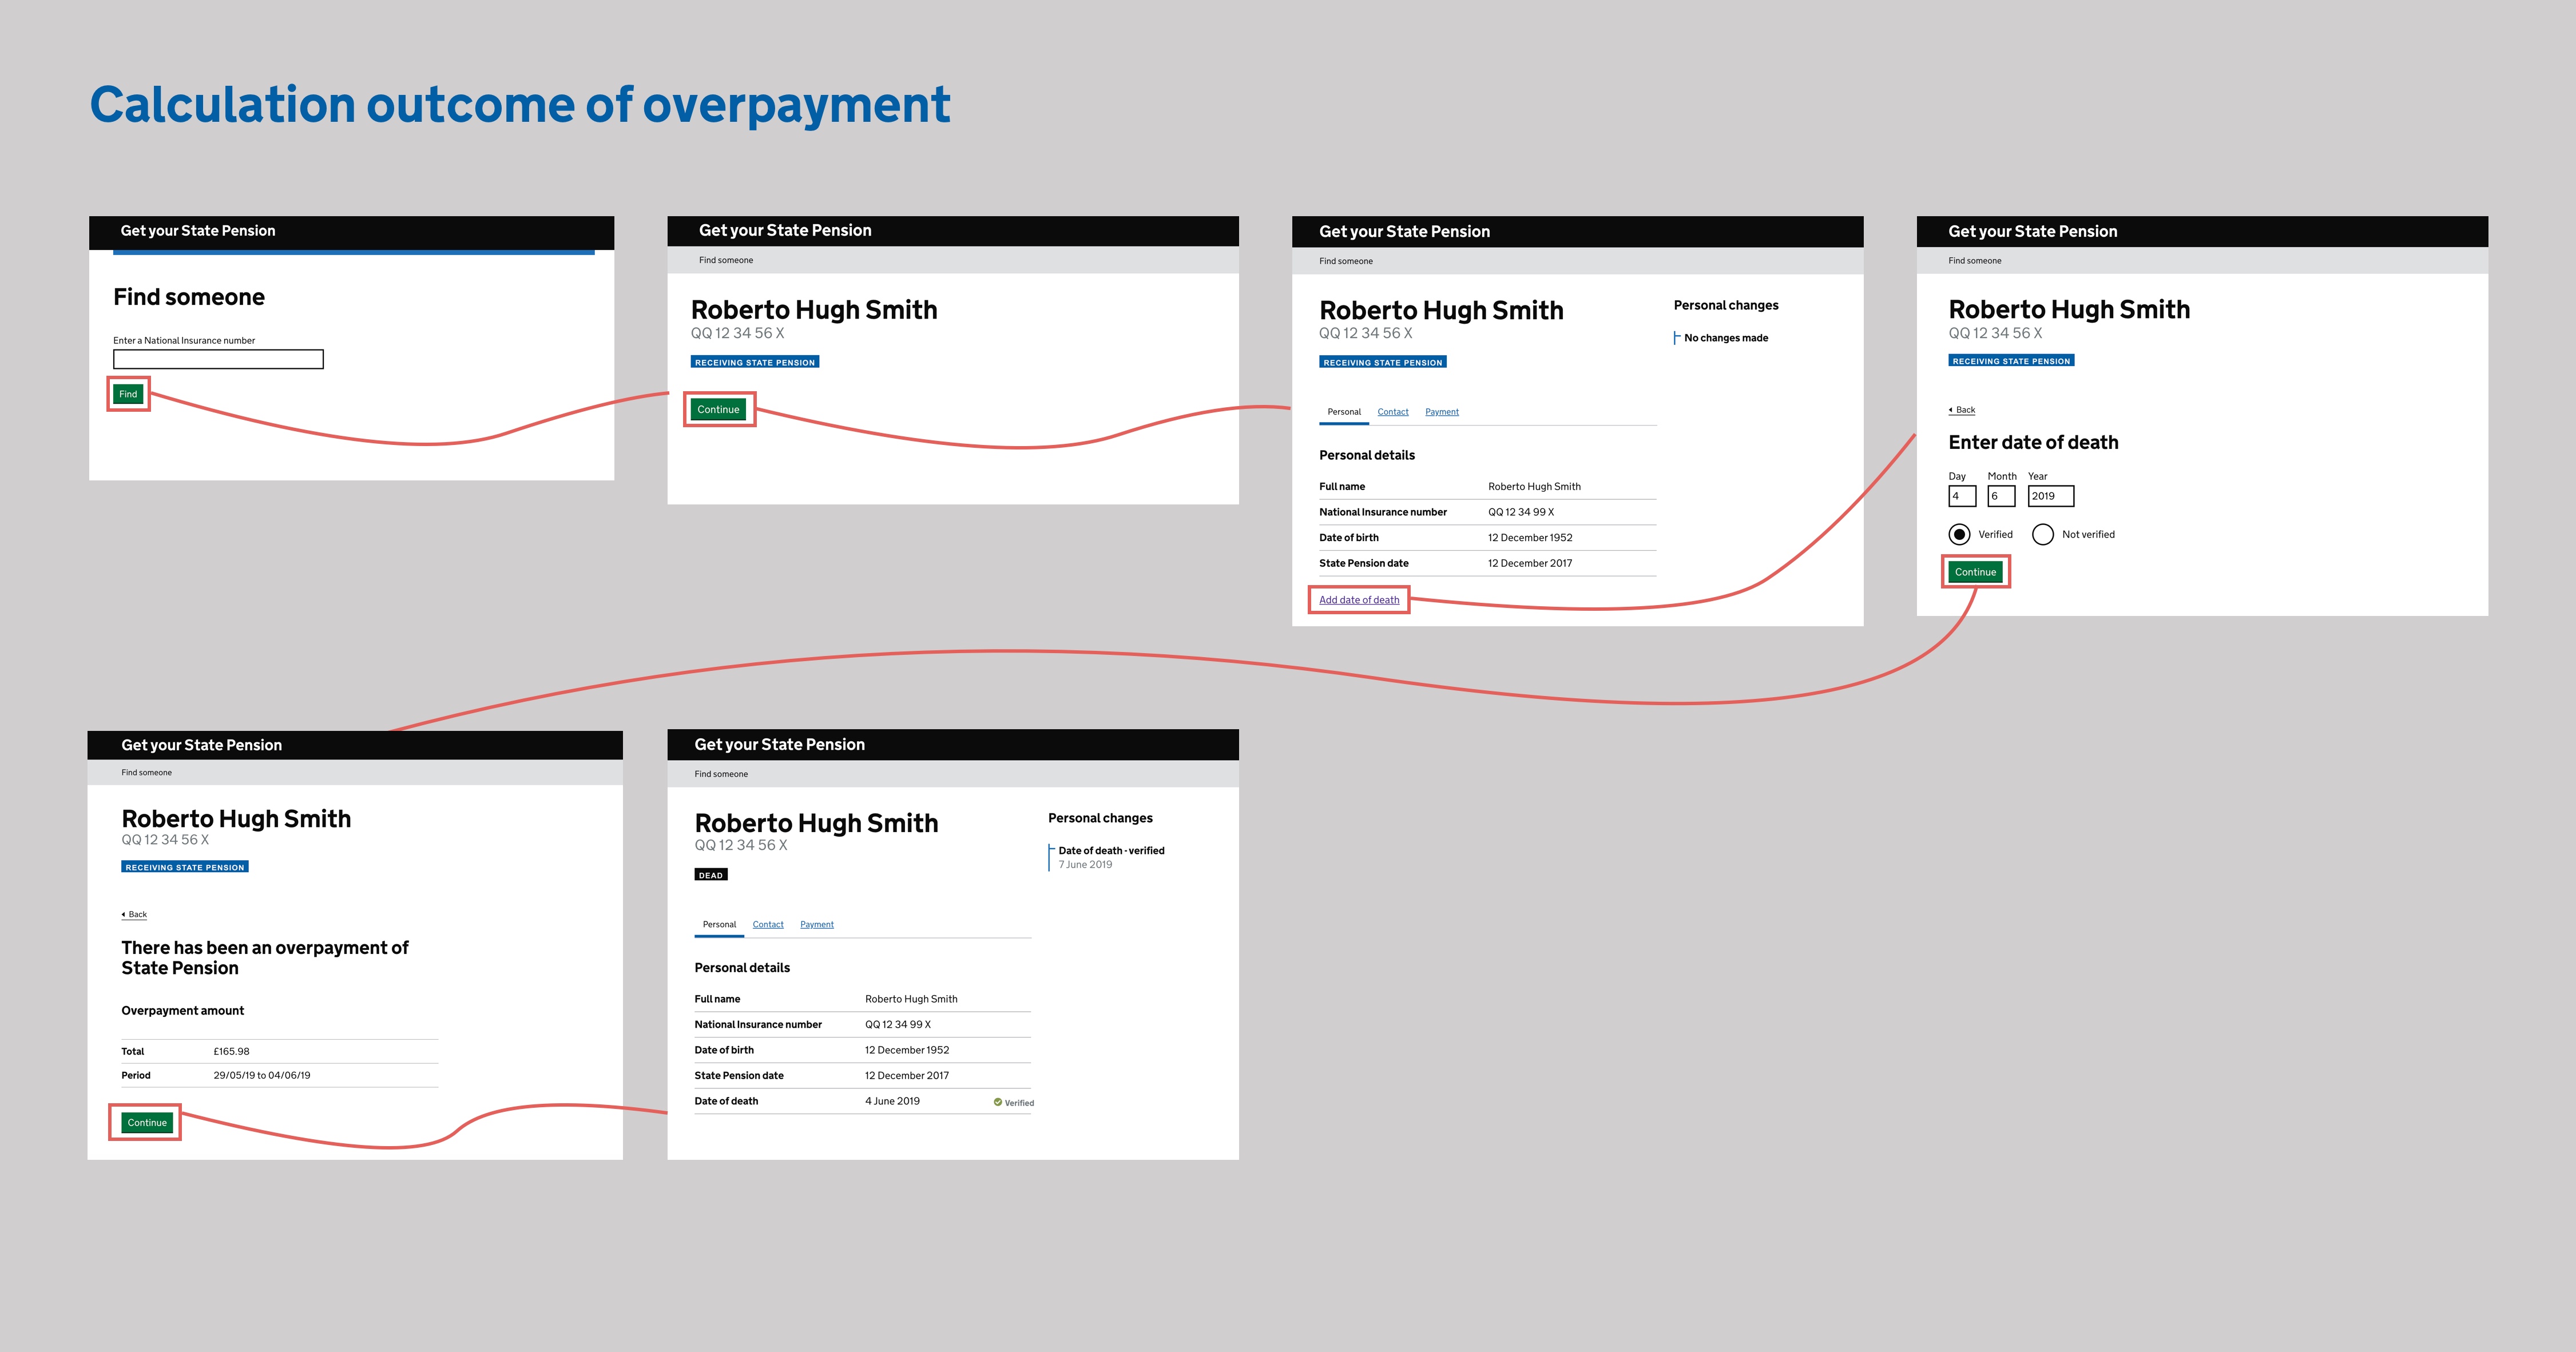 Calculation outcome of overpayment
Get your State Pension
Find someone
Enter a National Insurance number
Find
Get your State Pension
Find someone
Roberto Hugh Smith
QQ 12 34 56 X
RECEIVING STATE PENSION
Continue
Get your State Pension
Find someone
Roberto Hugh Smith
QQ 12 34 56 X
RECEIVING STATE PENSION
Personal changes
No changes made
Personal Contact Payment
Personal details
Full name Roberto Hugh Smith
National Insurance number QQ 12 34 99 X
Date of birth 12 December 1952
State Pension date 12 December 2017
Add date of death
Get your State Pension
Find someone
Roberto Hugh Smith
QQ 12 34 56 X
RECEIVING STATE PENSION
Back
Enter date of death
Day Month Year
4 6 2019
Verified Not verified
Continue
Get your State Pension
Find someone
Roberto Hugh Smith
QQ 12 34 56 X
RECEIVING STATE PENSION
Back
There has been an overpayment of
State Pension
Overpayment amount
Total £165.98
Period 29/05/19 to 04/06/19
Continue
Get your State Pension
Find someone
Roberto Hugh Smith
QQ 12 34 56 X
DEAD
Personal changes
Date of death - verified
7 June 2019
Personal Contact Payment
Personal details
Full name Roberto Hugh Smith
National Insurance number QQ 12 34 99 X
Date of birth 12 December 1952
State Pension date 12 December 2017
Date of death 4 June 2019 Verified